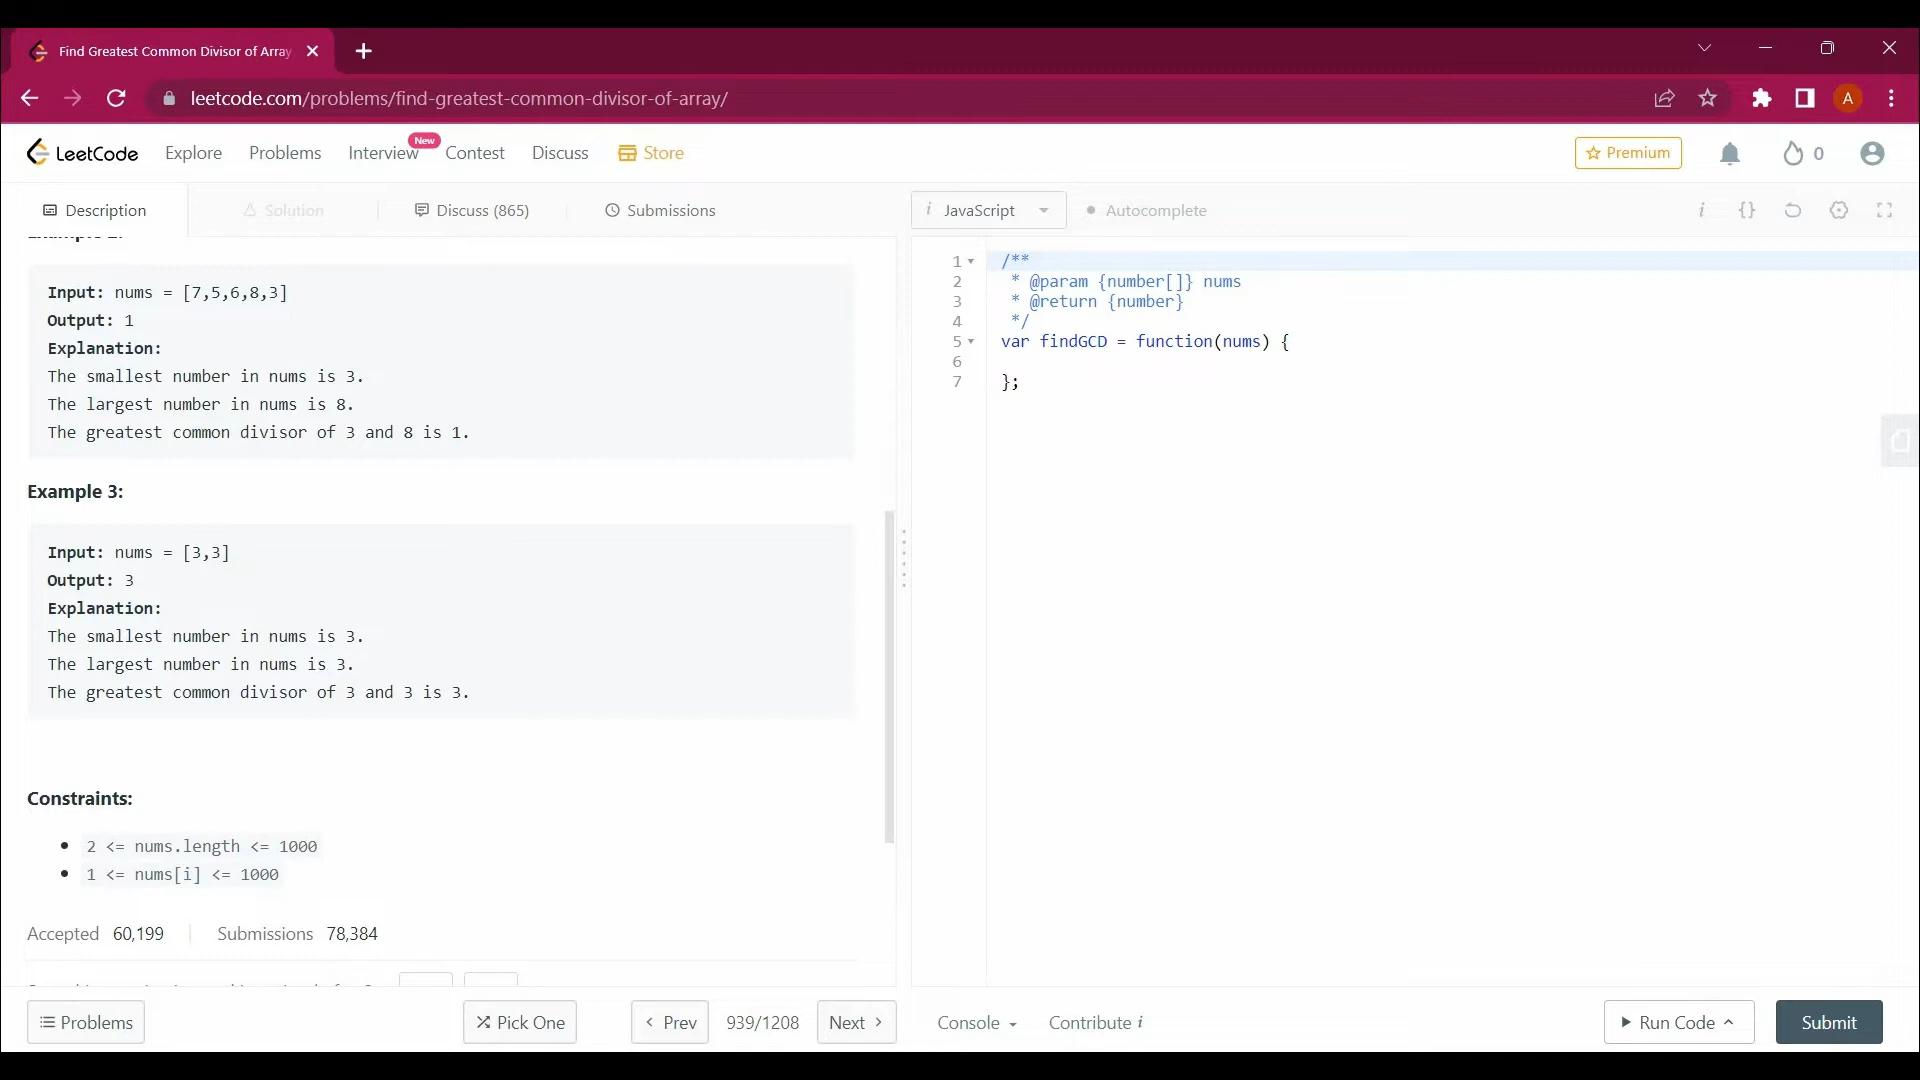 Find Greatest Common Divisor of Array
leetcode.com/problems/find-greatest-common-divisor-of-array/
A
LeetCode Explore Problems Interview New Contest Discuss Store
Premium 0
Description Solution Discuss (865) Submissions
Input: nums = [7,5,6,8,3]
Output: 1
Explanation:
The smallest number in nums is 3.
The largest number in nums is 8.
The greatest common divisor of 3 and 8 is 1.
Example 3:
Input: nums = [3,3]
Output: 3
Explanation:
The smallest number in nums is 3.
The largest number in nums is 3.
The greatest common divisor of 3 and 3 is 3.
Constraints:
2 <= nums.length <= 1000
1 <= nums[i] <= 1000
Accepted 60,199 Submissions 78,384
Problems Pick One Prev 939/1208 Next
i JavaScript Autocomplete i {}
1 /**
2 * @param {number[]} nums
3 * @return {number}
4 */
5 var findGCD = function(nums) {
6
7 };
Console Contribute i Run Code Submit